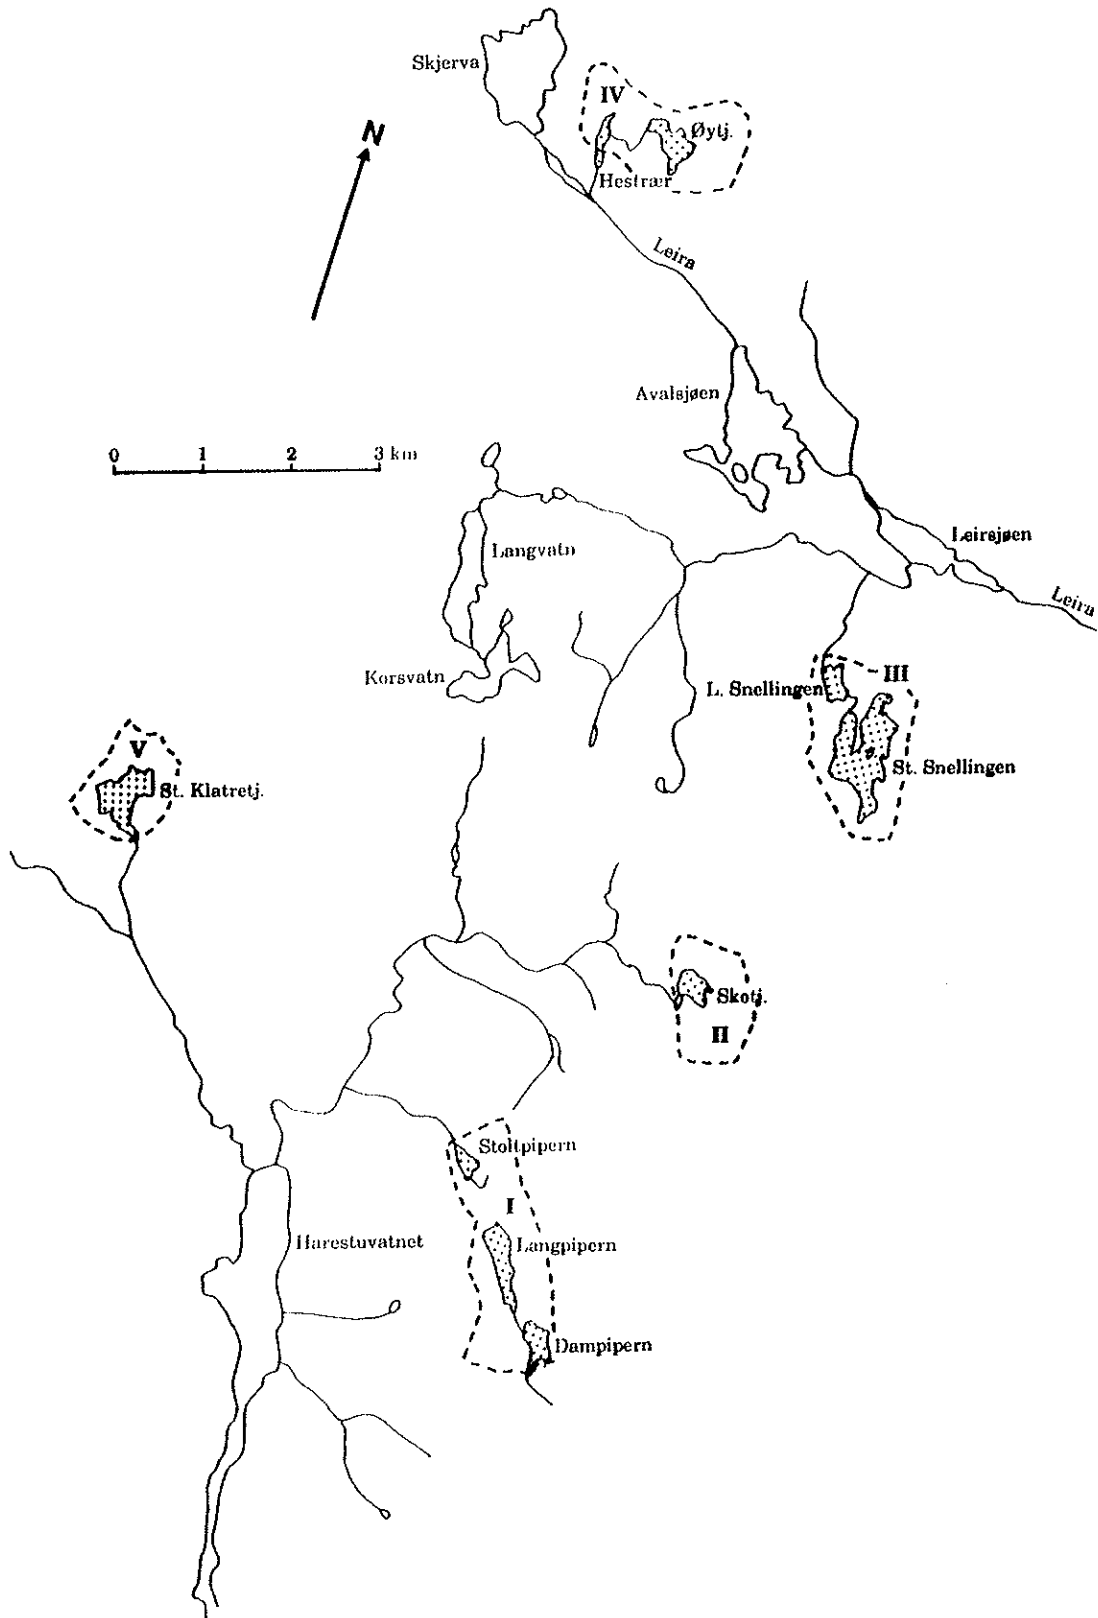 Skjerva
IV
Øytj.
N
Hestrær
Leira
Avalsjøen
0 1 2 3 km
Langvatn
Leirsjøen
Leira
Korsvatn
III
L. Snellingen
V
St. Snellingen
St. Klatretj.
Skotj.
II
Stoltpipern
I
Harestuvatnet
Langpipern
Dampipern